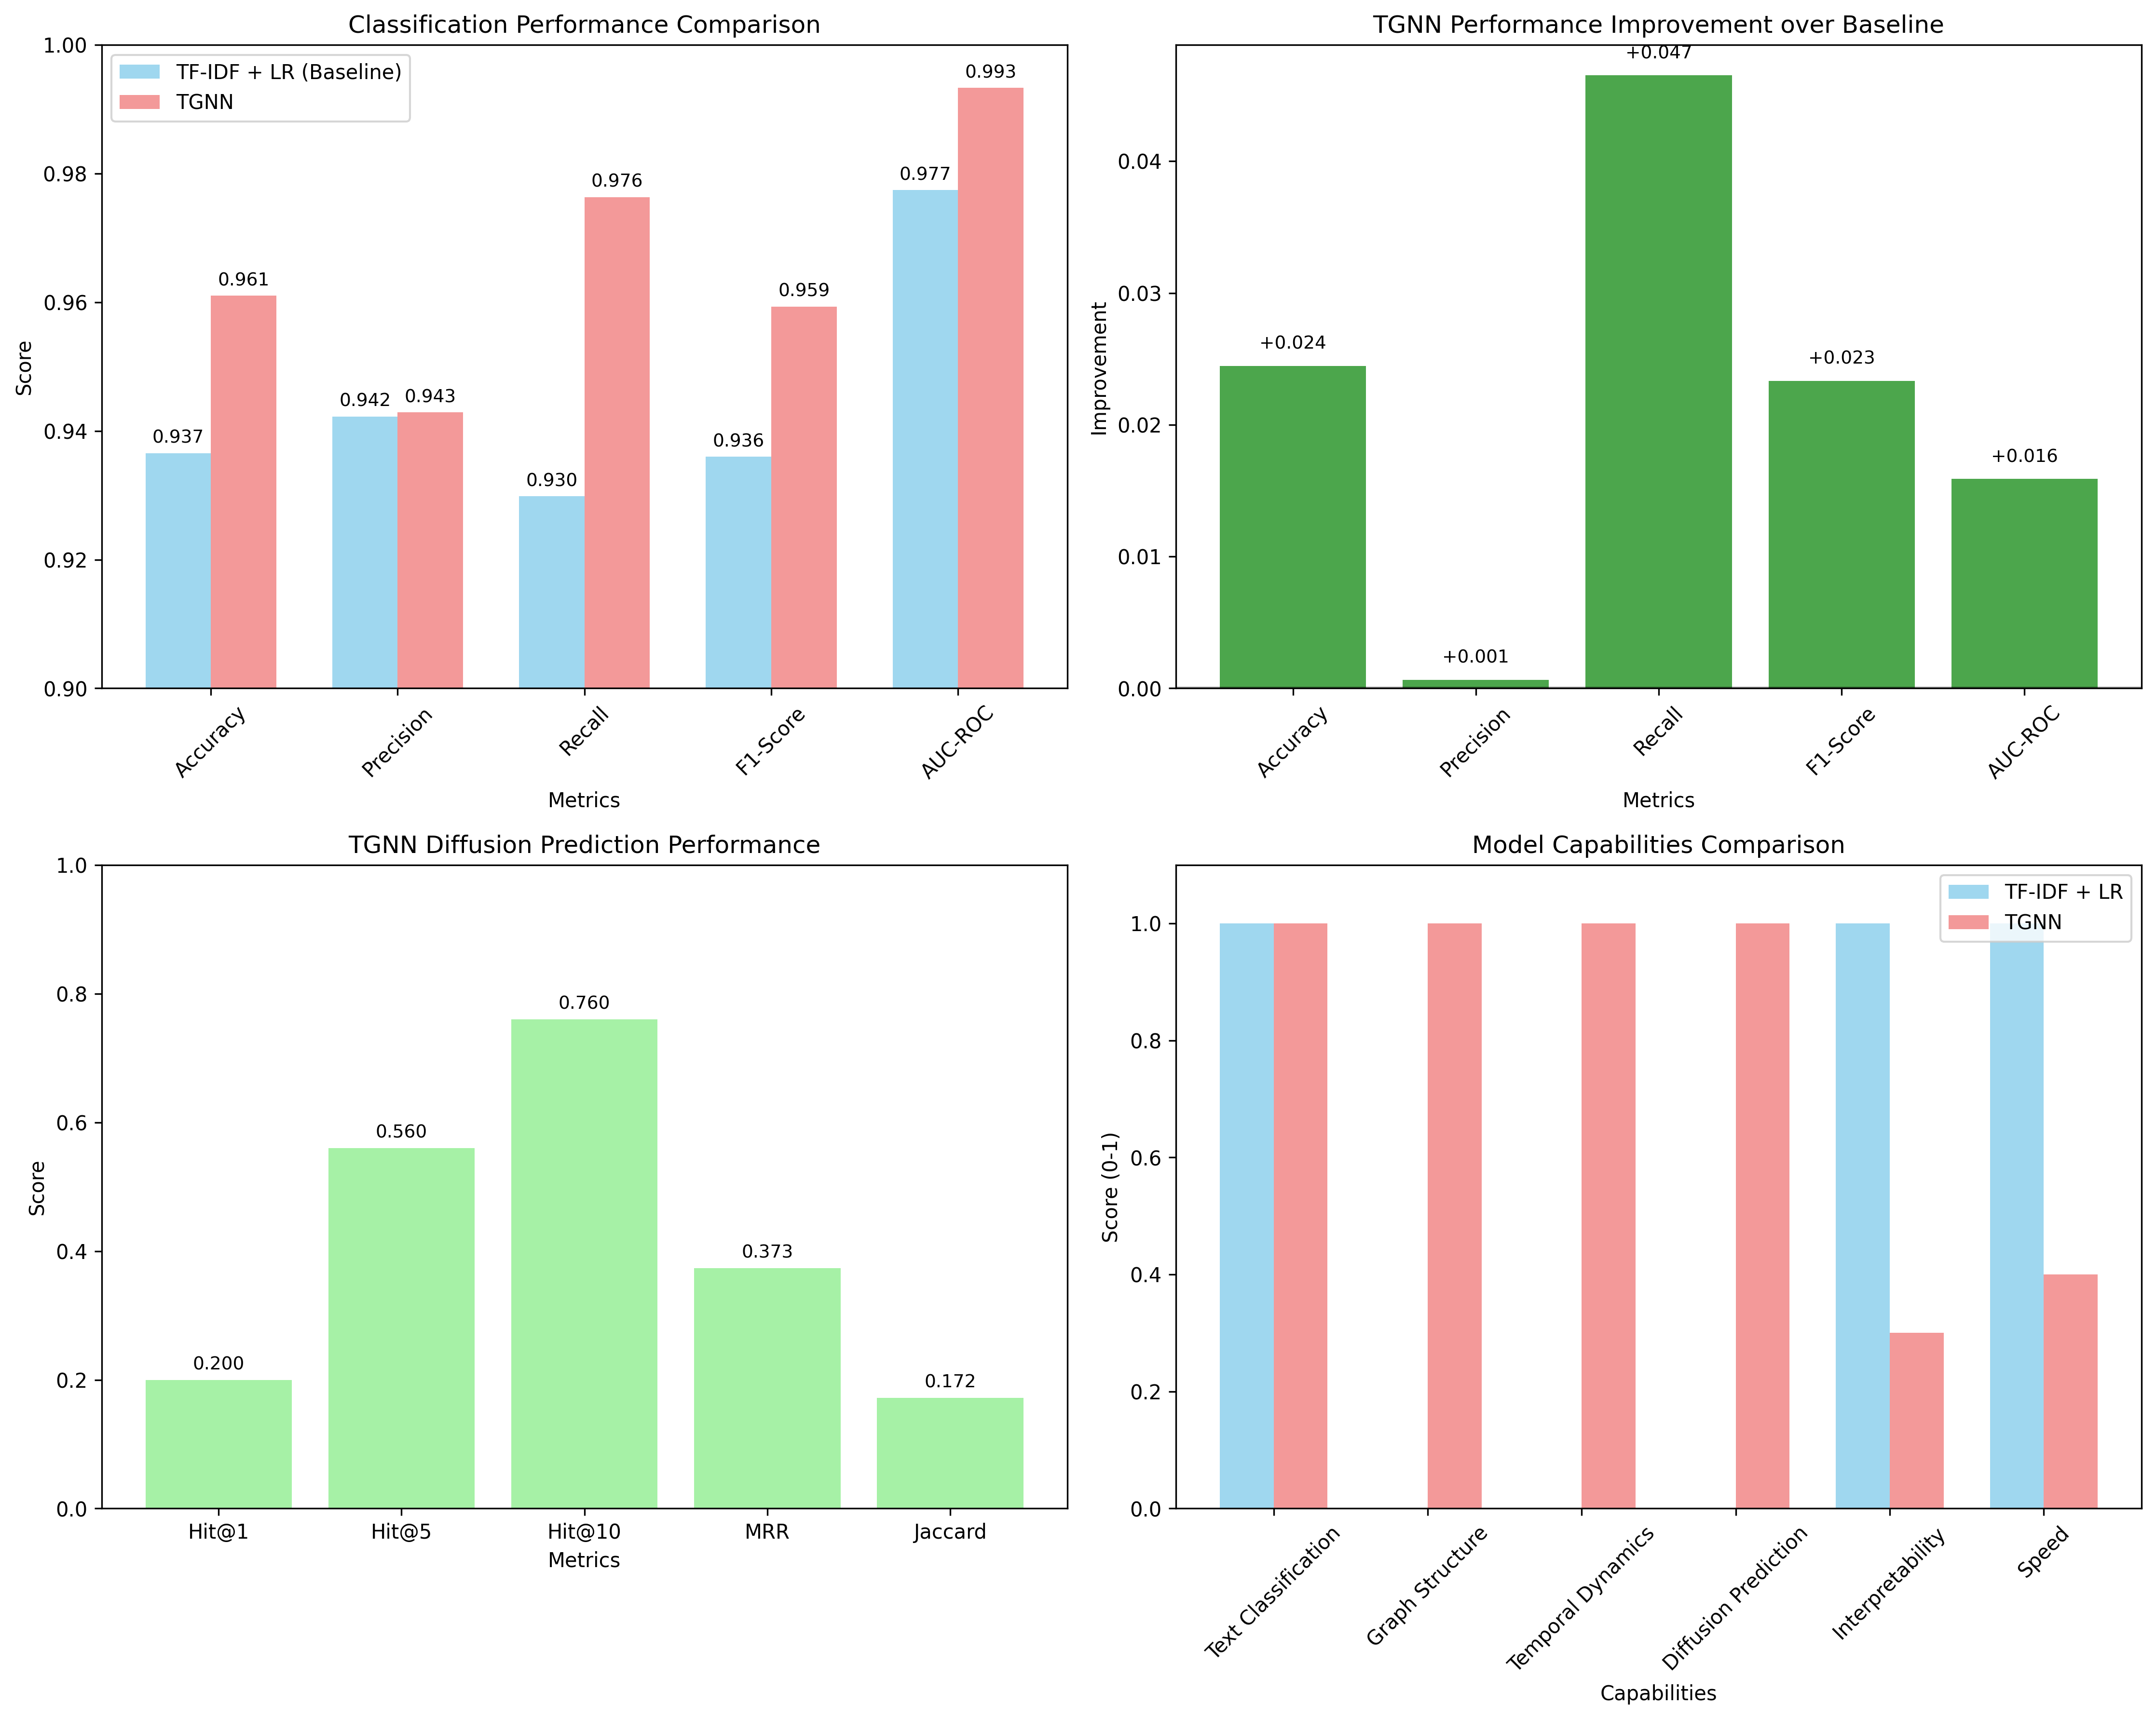 Classification Performance Comparison
TF-IDF + LR (Baseline)
TGNN
1.00
0.98
0.96
0.94
0.92
0.90
Score
0.937
0.961
0.942
0.943
0.930
0.976
0.936
0.959
0.977
0.993
Accuracy
Precision
Recall
F1-Score
AUC-ROC
Metrics
TGNN Performance Improvement over Baseline
0.04
0.03
0.02
0.01
0.00
Improvement
+0.024
+0.001
+0.047
+0.023
+0.016
Accuracy
Precision
Recall
F1-Score
AUC-ROC
Metrics
TGNN Diffusion Prediction Performance
1.0
0.8
0.6
0.4
0.2
0.0
Score
0.200
0.560
0.760
0.373
0.172
Hit@1
Hit@5
Hit@10
MRR
Jaccard
Metrics
Model Capabilities Comparison
TF-IDF + LR
TGNN
1.0
0.8
0.6
0.4
0.2
0.0
Score (0-1)
Text Classification
Graph Structure
Temporal Dynamics
Diffusion Prediction
Interpretability
Speed
Capabilities